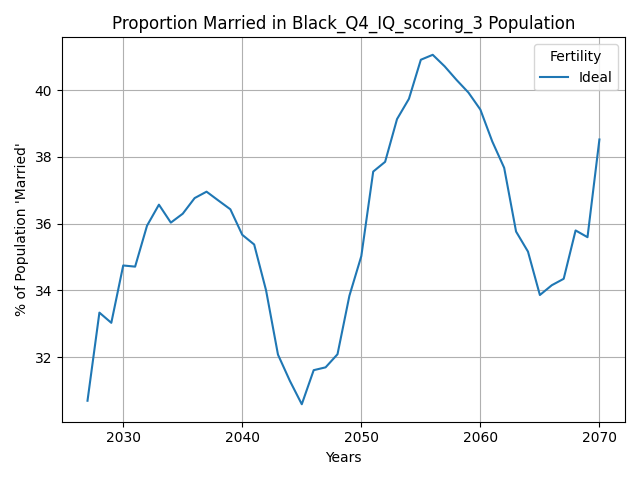 Proportion Married in Black_Q4_IQ_scoring_3 Population
Fertility
Ideal
% of Population 'Married'
40
38
36
34
32
2030 2040 2050 2060 2070
Years